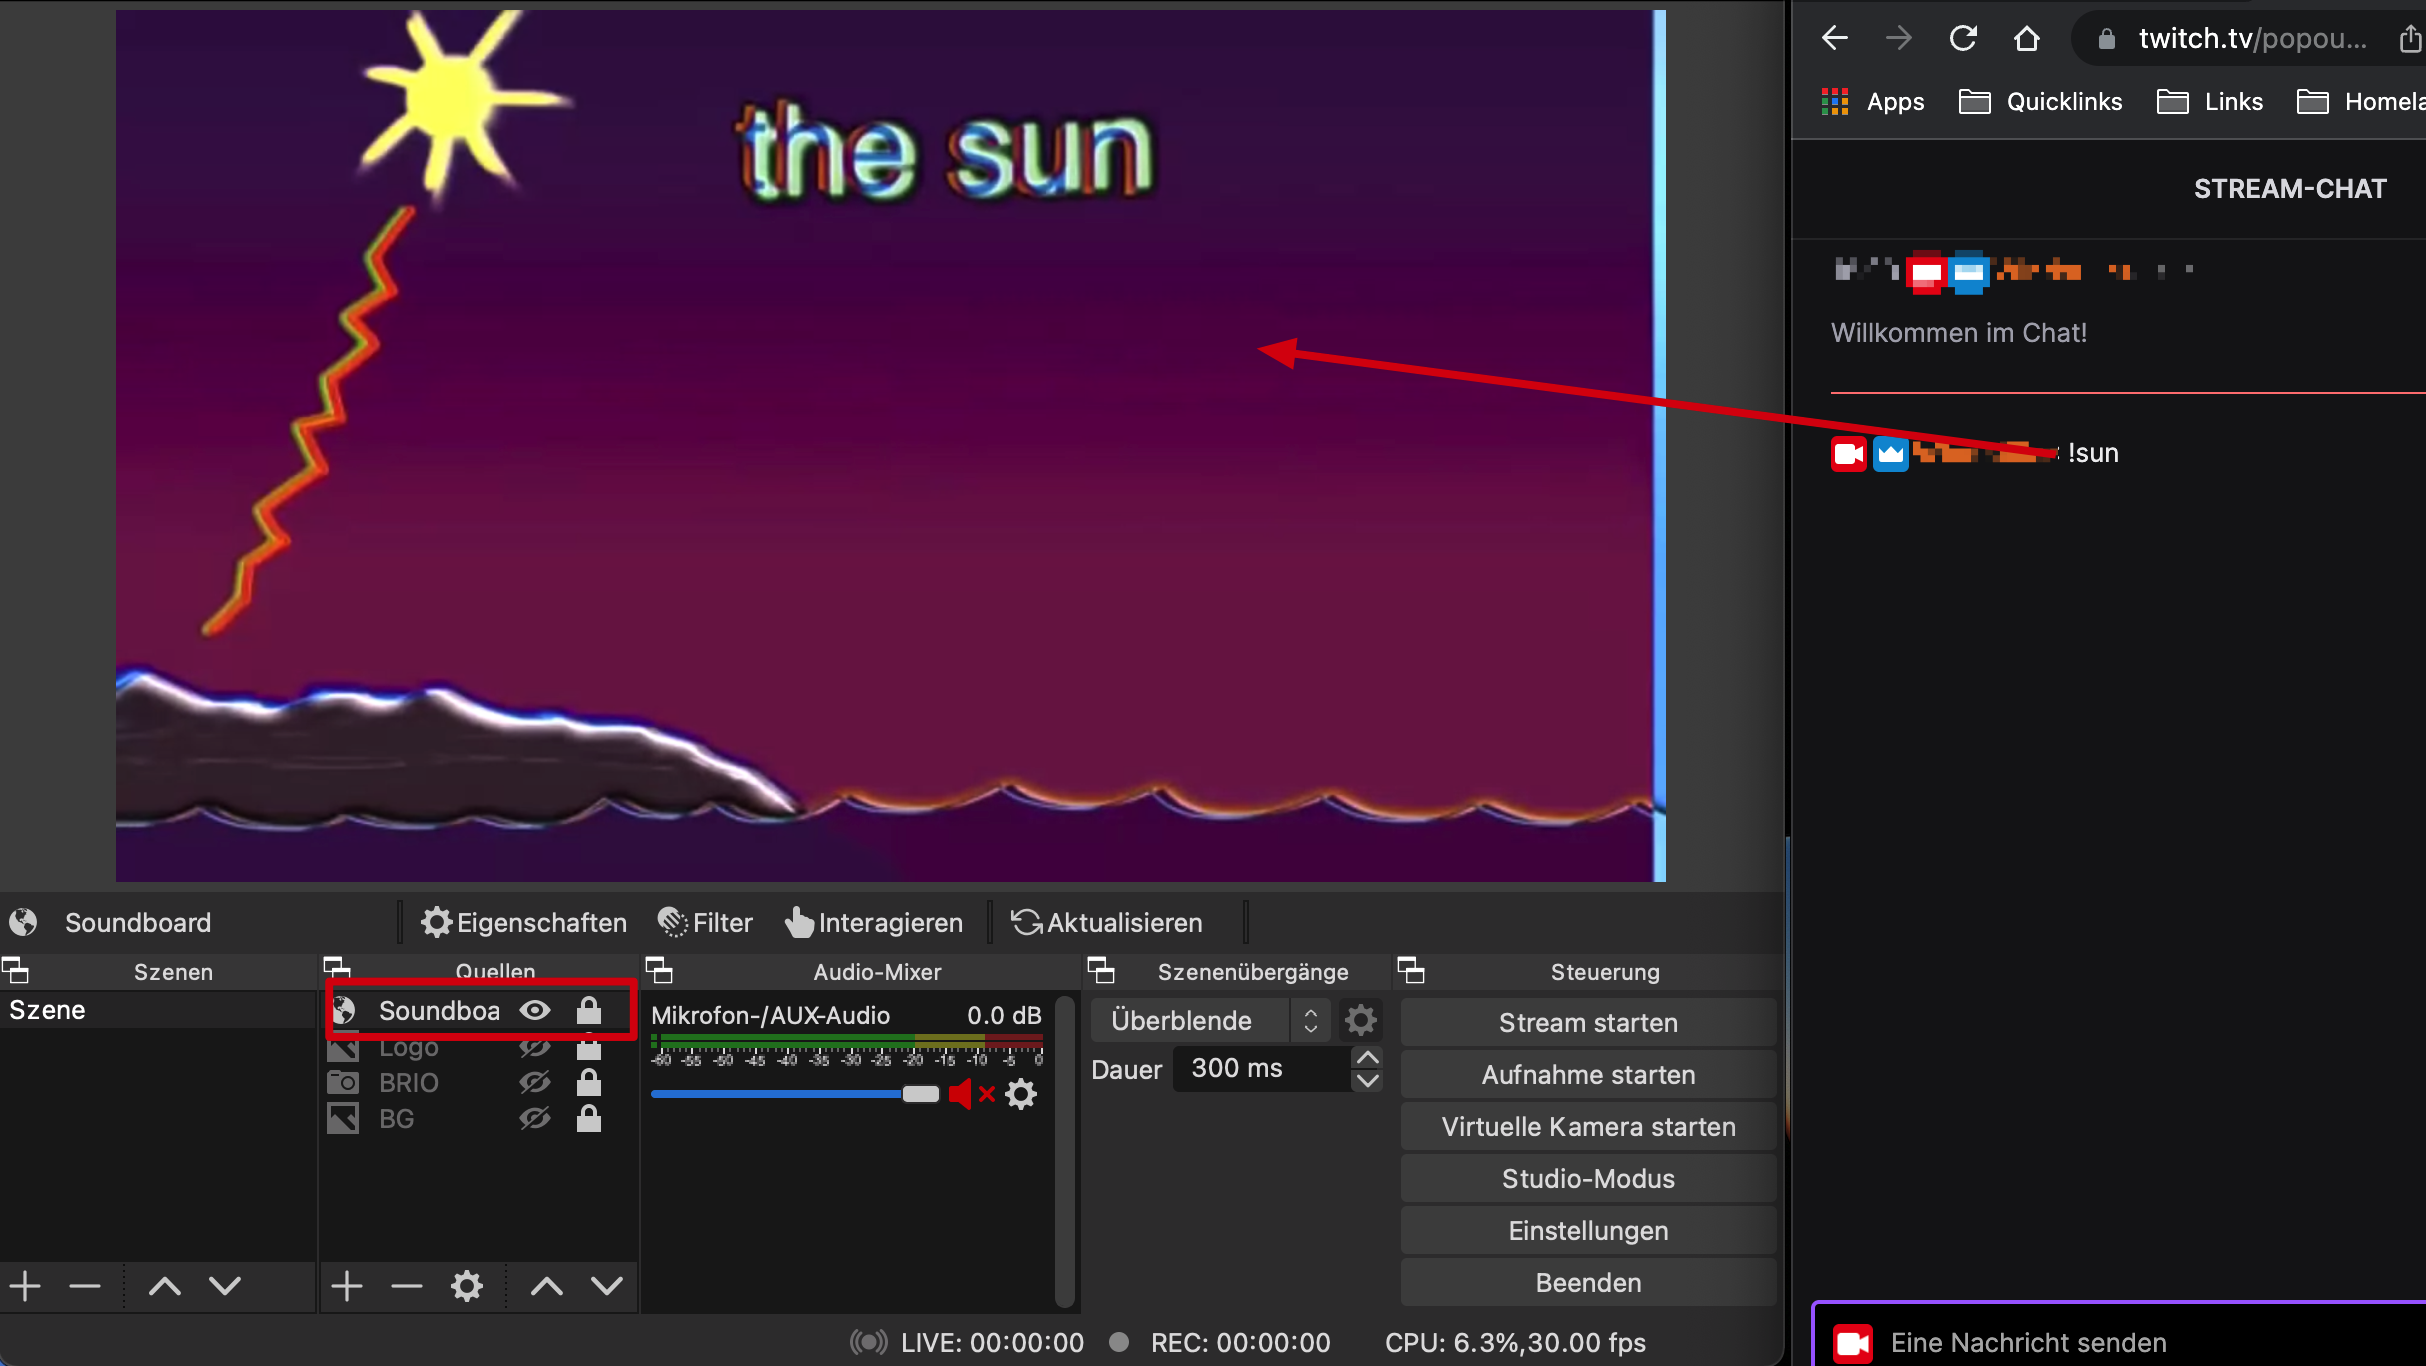 the sun
twitch.tv/popou...
Apps
Quicklinks
Links
Homela
STREAM-CHAT
Willkommen im Chat!
: !sun
Soundboard
Eigenschaften
Filter
Interagieren
Aktualisieren
Szenen
Quellen
Audio-Mixer
Szenenübergänge
Steuerung
Szene
Soundboa
Logo
BRIO
BG
Mikrofon-/AUX-Audio 0.0 dB
-60 -55 -50 -45 -40 -35 -30 -25 -20 -15 -10 -5 0
Überblende
Dauer 300 ms
Stream starten
Aufnahme starten
Virtuelle Kamera starten
Studio-Modus
Einstellungen
Beenden
LIVE: 00:00:00
REC: 00:00:00
CPU: 6.3%,30.00 fps
Eine Nachricht senden